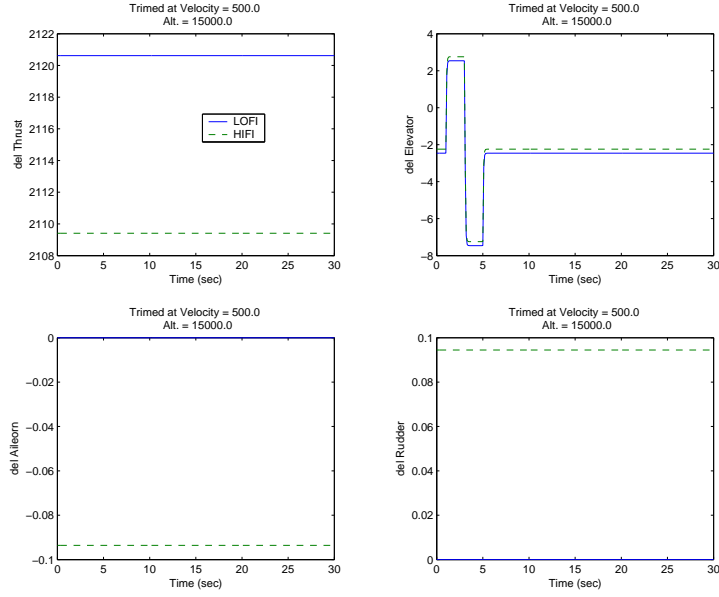 Trimed at Velocity = 500.0
Alt. = 15000.0
2122
2120
2118
2116
2114
2112
2110
2108
del Thrust
LOFI
HIFI
0 5 10 15 20 25 30
Time (sec)
Trimed at Velocity = 500.0
Alt. = 15000.0
4
2
0
−2
−4
−6
−8
del Elevator
0 5 10 15 20 25 30
Time (sec)
Trimed at Velocity = 500.0
Alt. = 15000.0
0
−0.02
−0.04
−0.06
−0.08
−0.1
del Aileorn
0 5 10 15 20 25 30
Time (sec)
Trimed at Velocity = 500.0
Alt. = 15000.0
0.1
0.08
0.06
0.04
0.02
0
del Rudder
0 5 10 15 20 25 30
Time (sec)